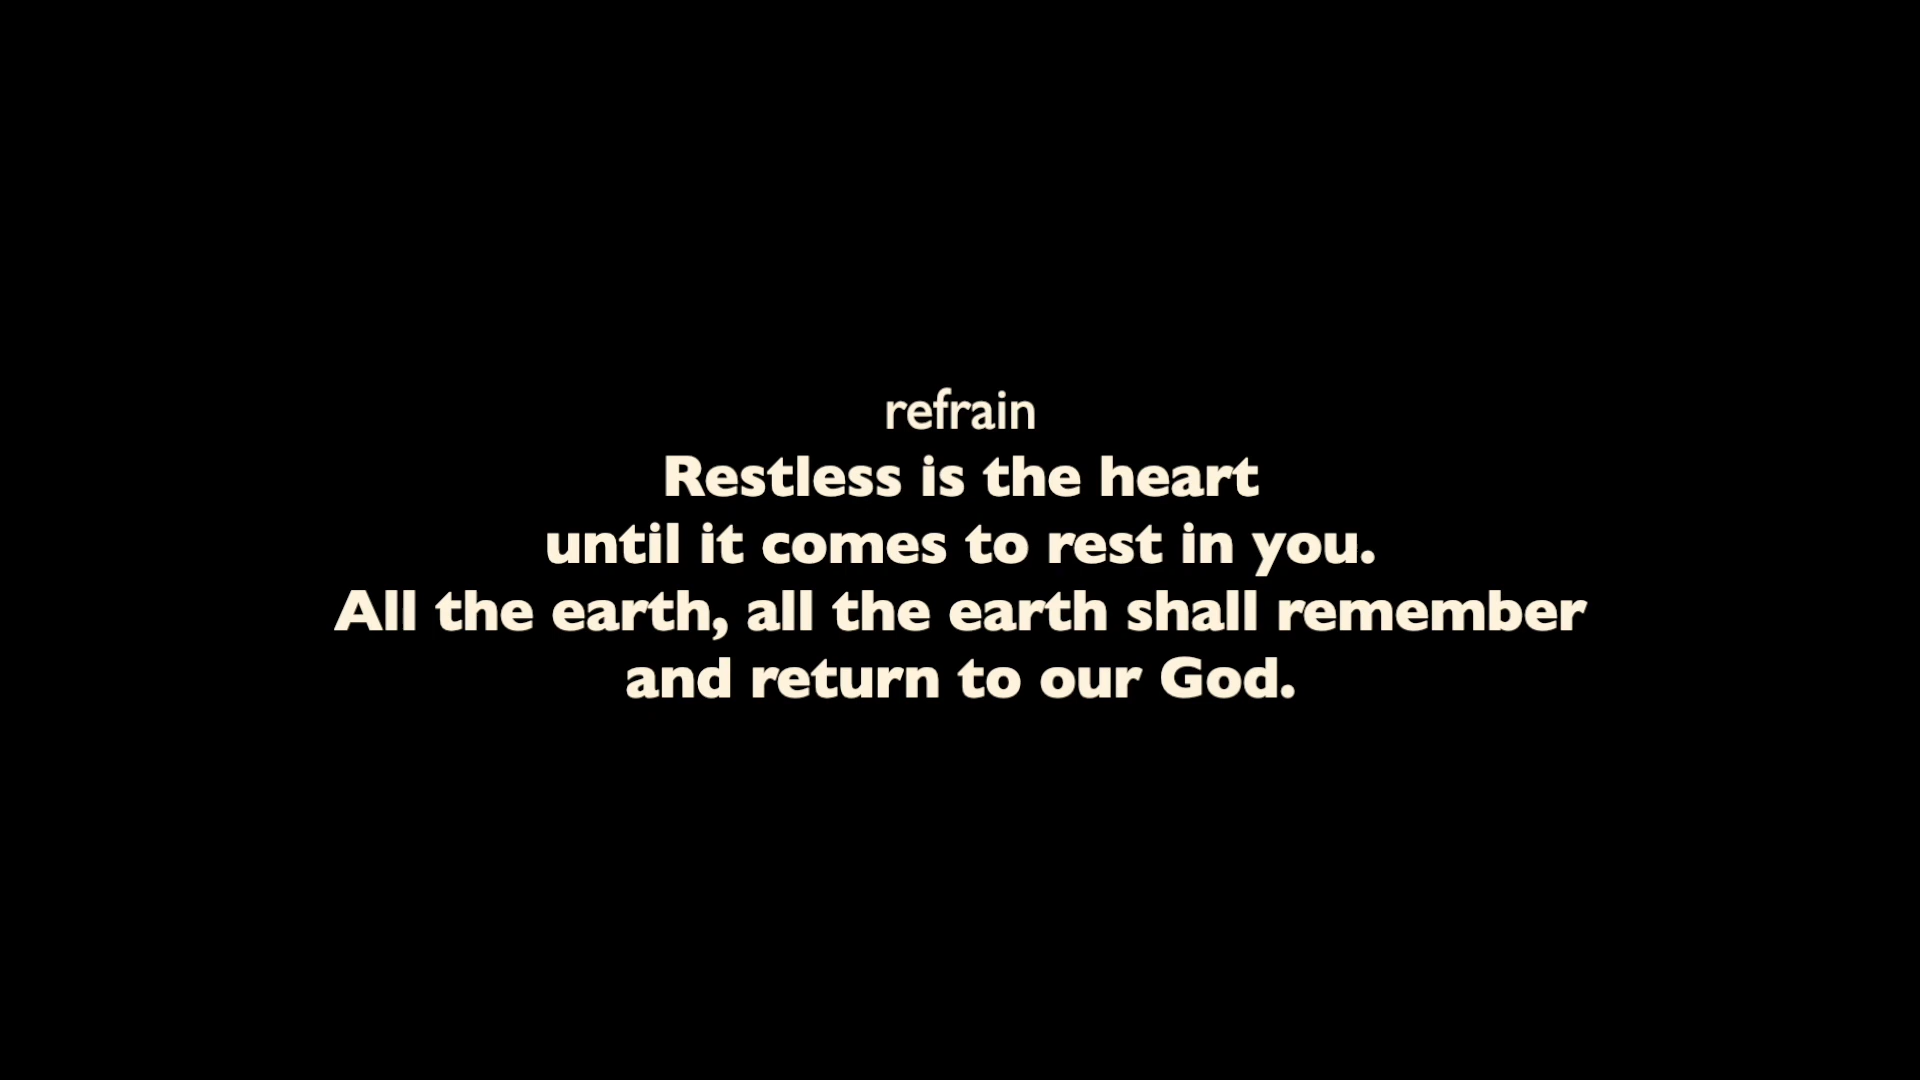 refrain
Restless is the heart
until it comes to rest in you.
All the earth, all the earth shall remember
and return to our God.